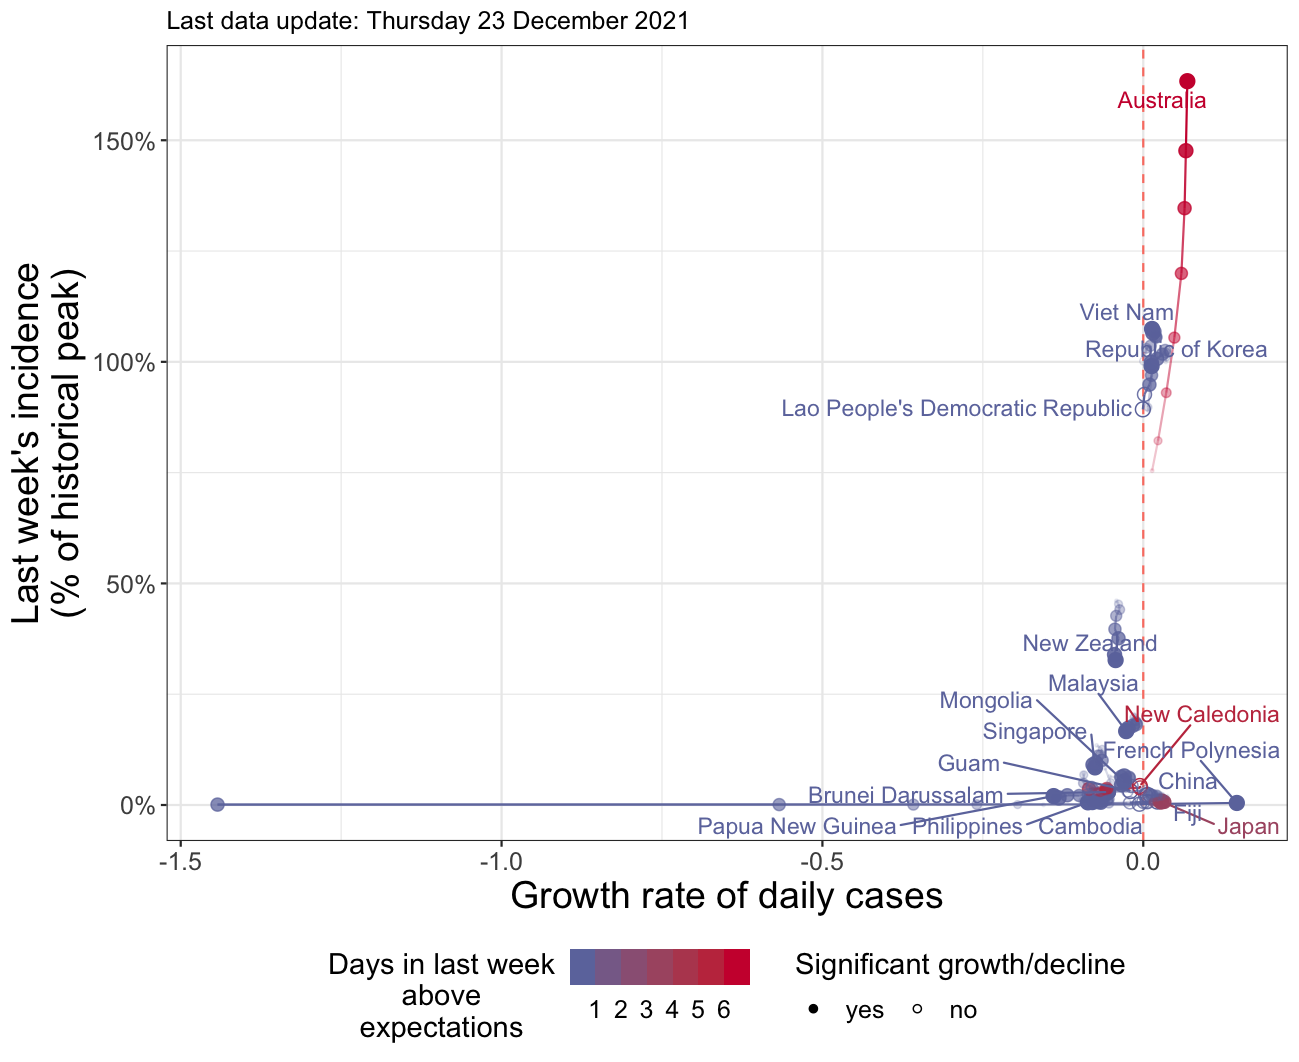 Last data update: Thursday 23 December 2021
Last week's incidence
(% of historical peak)
150%
100%
50%
0%
Australia
Viet Nam
Republic of Korea
Lao People's Democratic Republic
New Zealand
Malaysia
Mongolia
New Caledonia
Singapore
French Polynesia
Guam
China
Brunei Darussalam
Fiji
Papua New Guinea
Philippines
Cambodia
Japan
-1.5
-1.0
-0.5
0.0
Growth rate of daily cases
Days in last week
above
expectations
1 2 3 4 5 6
Significant growth/decline
yes
no